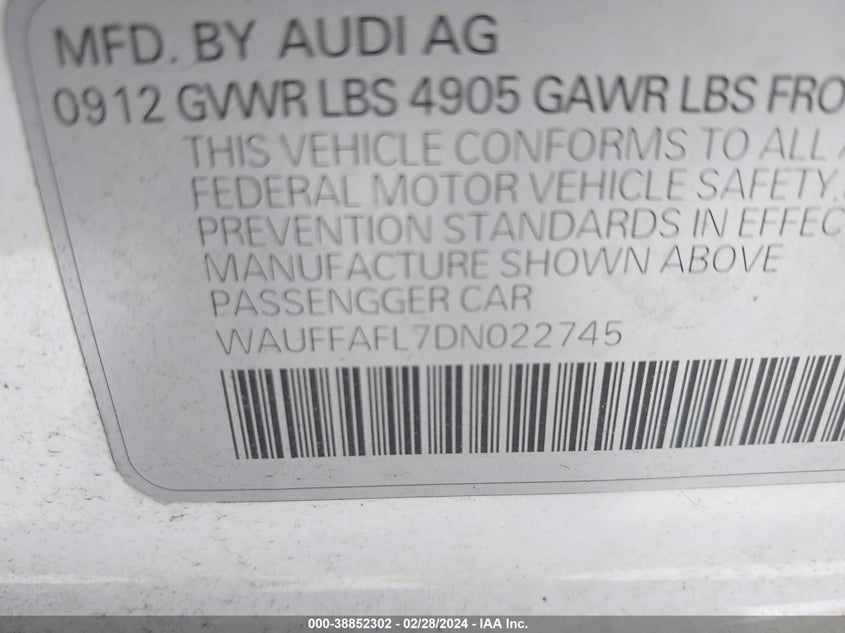 MFD. BY AUDI AG
0912 GVWR LBS 4905 GAWR LBS FRO
THIS VEHICLE CONFORMS TO ALL A
FEDERAL MOTOR VEHICLE SAFETY,
PREVENTION STANDARDS IN EFFEC
MANUFACTURE SHOWN ABOVE
PASSENGGER CAR
WAUFFAFL7DN022745
000-38852302 - 02/28/2024 - IAA Inc.